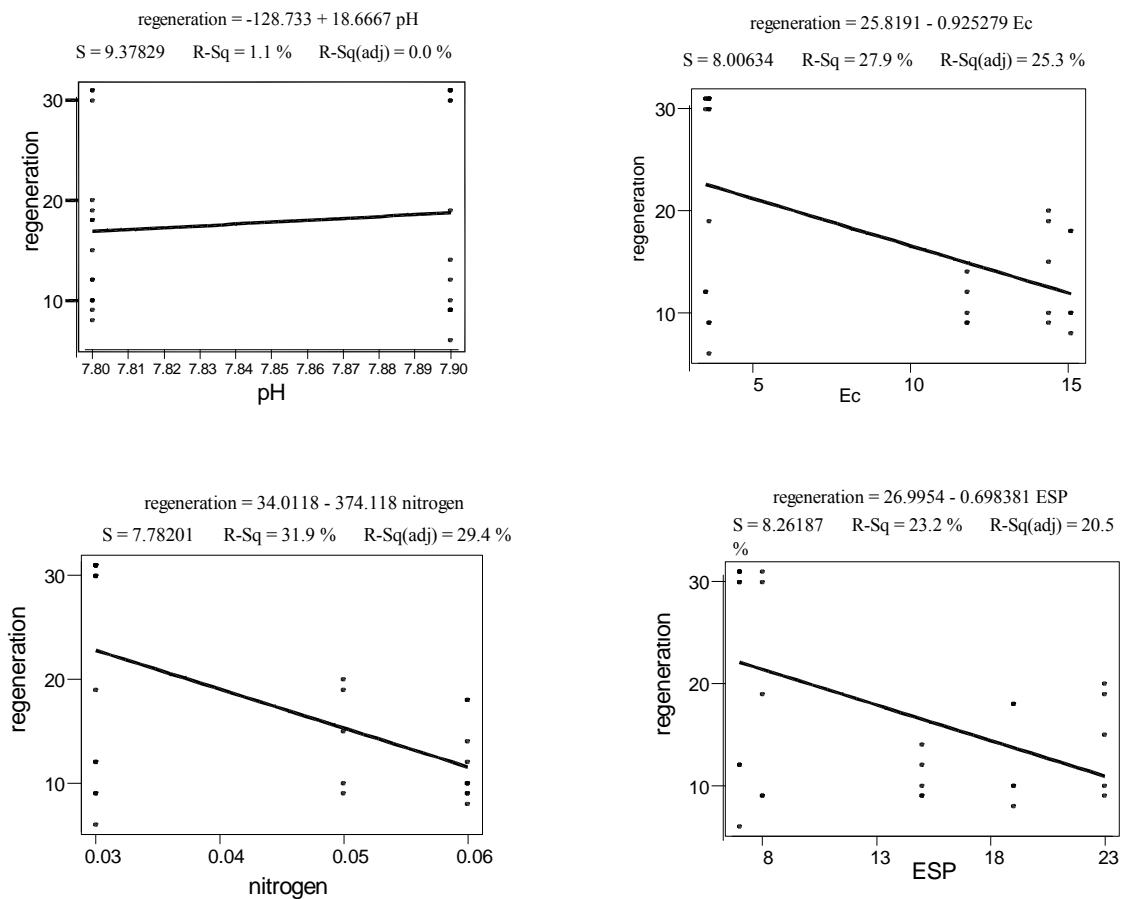 regeneration = -128.733 + 18.6667 pH
S = 9.37829 R-Sq = 1.1 % R-Sq(adj) = 0.0 %
30
20
10
regeneration
7.80 7.81 7.82 7.83 7.84 7.85 7.86 7.87 7.88 7.89 7.90
pH
regeneration = 25.8191 - 0.925279 Ec
S = 8.00634 R-Sq = 27.9 % R-Sq(adj) = 25.3 %
30
20
10
regeneration
5 10 15
Ec
regeneration = 34.0118 - 374.118 nitrogen
S = 7.78201 R-Sq = 31.9 % R-Sq(adj) = 29.4 %
30
20
10
regeneration
0.03 0.04 0.05 0.06
nitrogen
regeneration = 26.9954 - 0.698381 ESP
S = 8.26187 R-Sq = 23.2 % R-Sq(adj) = 20.5
%
30
20
10
regeneration
8 13 18 23
ESP